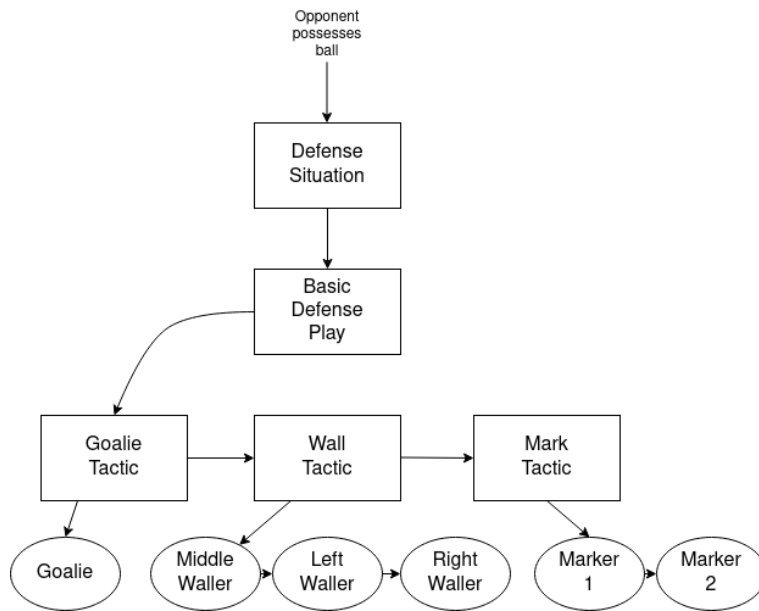 Opponent
possesses
ball
Defense
Situation
Basic
Defense
Play
Goalie
Tactic
Wall
Tactic
Mark
Tactic
Goalie
Middle
Waller
Left
Waller
Right
Waller
Marker
1
Marker
2